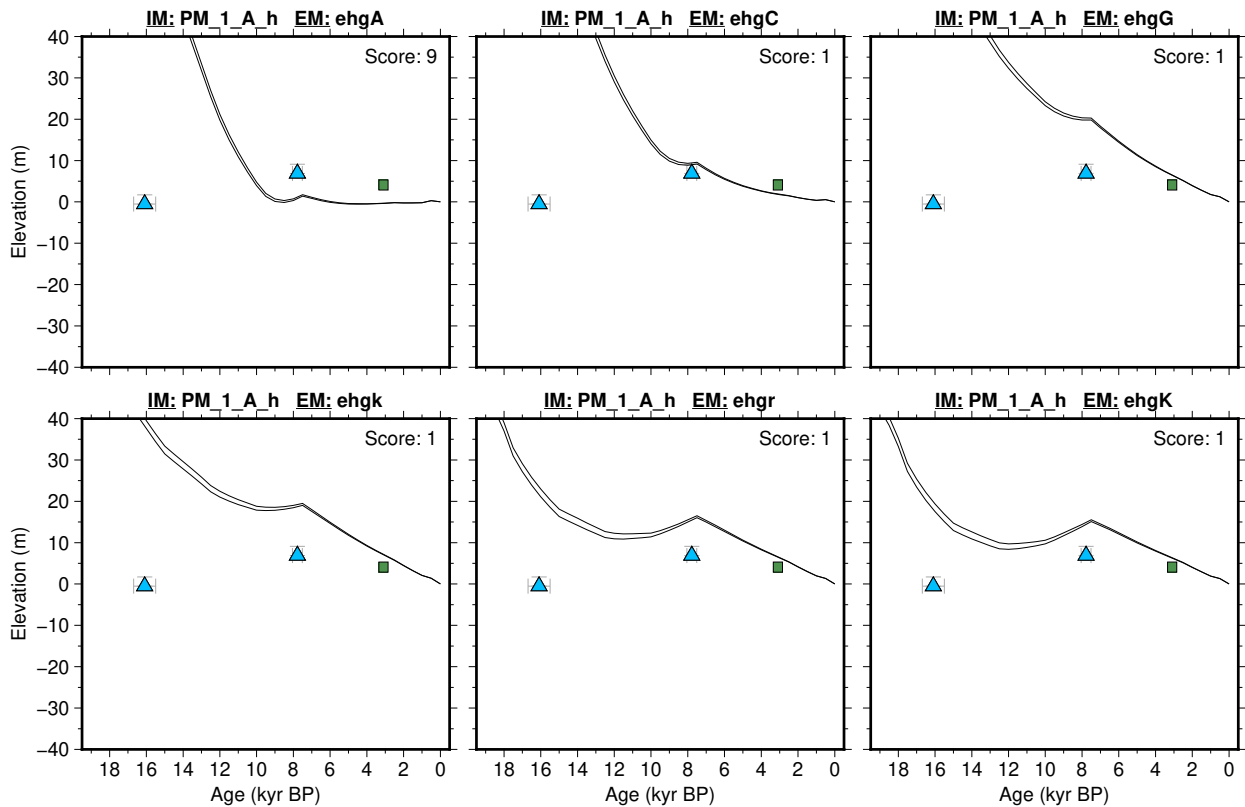 IM: PM_1_A_h EM: ehgA
IM: PM_1_A_h EM: ehgC
IM: PM_1_A_h EM: ehgG
Score: 9
Score: 1
Score: 1
Elevation (m)
40
30
20
10
0
−10
−20
−30
−40
IM: PM_1_A_h EM: ehgk
IM: PM_1_A_h EM: ehgr
IM: PM_1_A_h EM: ehgK
Score: 1
Score: 1
Score: 1
Elevation (m)
40
30
20
10
0
−10
−20
−30
−40
18 16 14 12 10 8 6 4 2 0
18 16 14 12 10 8 6 4 2 0
18 16 14 12 10 8 6 4 2 0
Age (kyr BP)
Age (kyr BP)
Age (kyr BP)